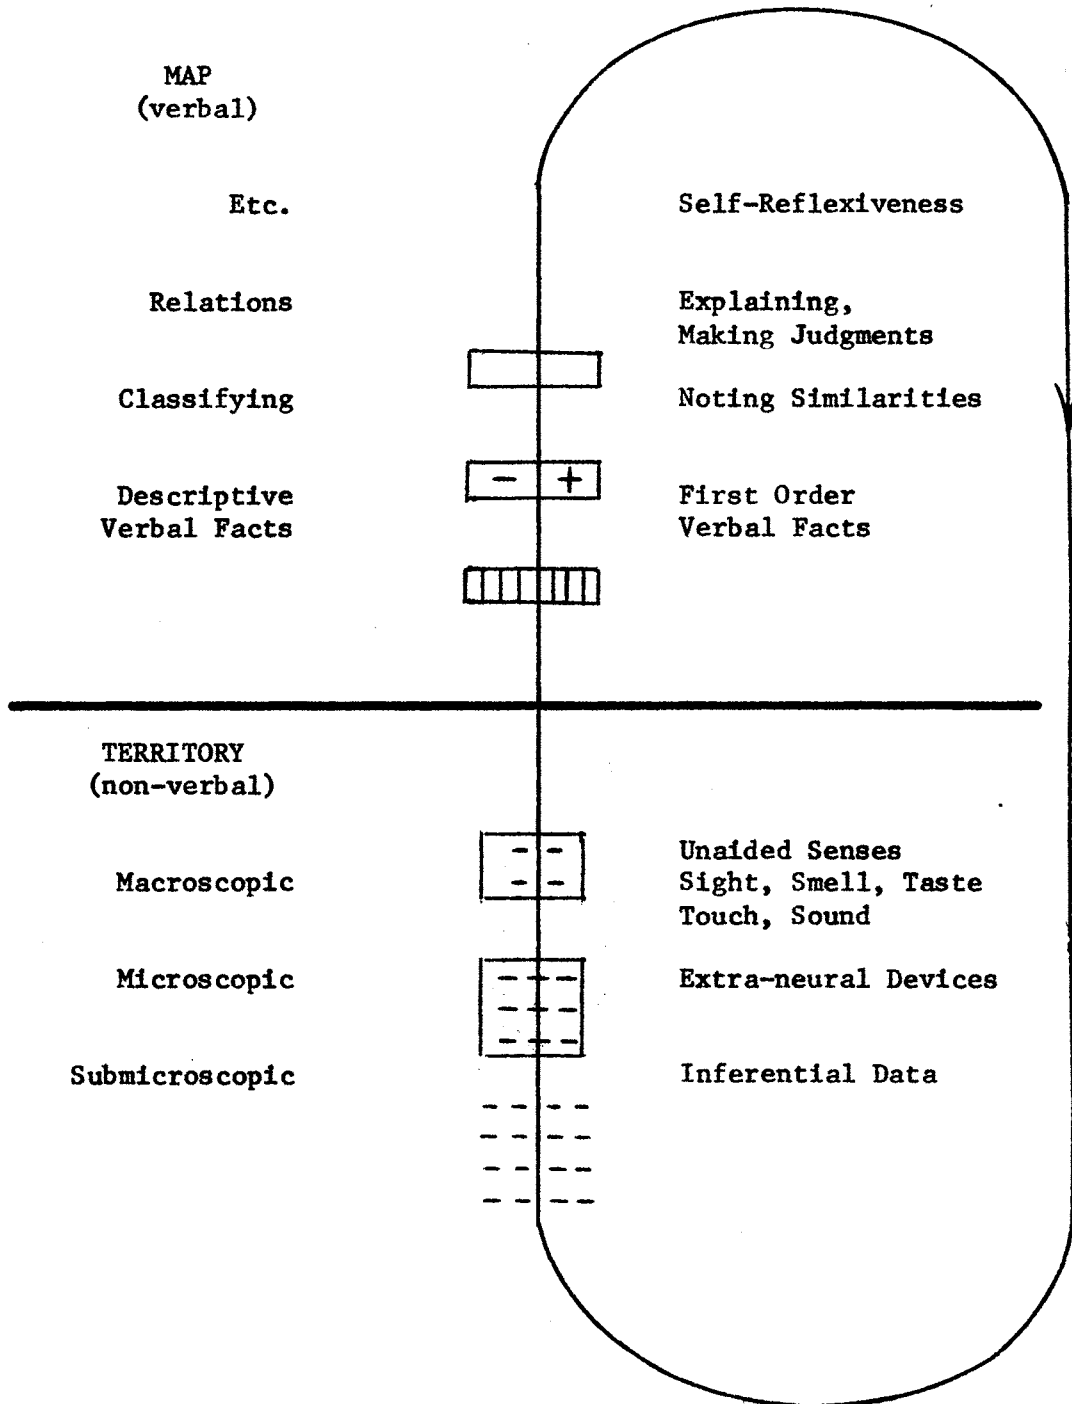 MAP
(verbal)
Etc.
Self-Reflexiveness
Relations
Explaining,
Making Judgments
Classifying
Noting Similarities
- +
Descriptive
Verbal Facts
First Order
Verbal Facts
TERRITORY
(non-verbal)
Macroscopic
Unaided Senses
Sight, Smell, Taste
Touch, Sound
Microscopic
Extra-neural Devices
Submicroscopic
Inferential Data